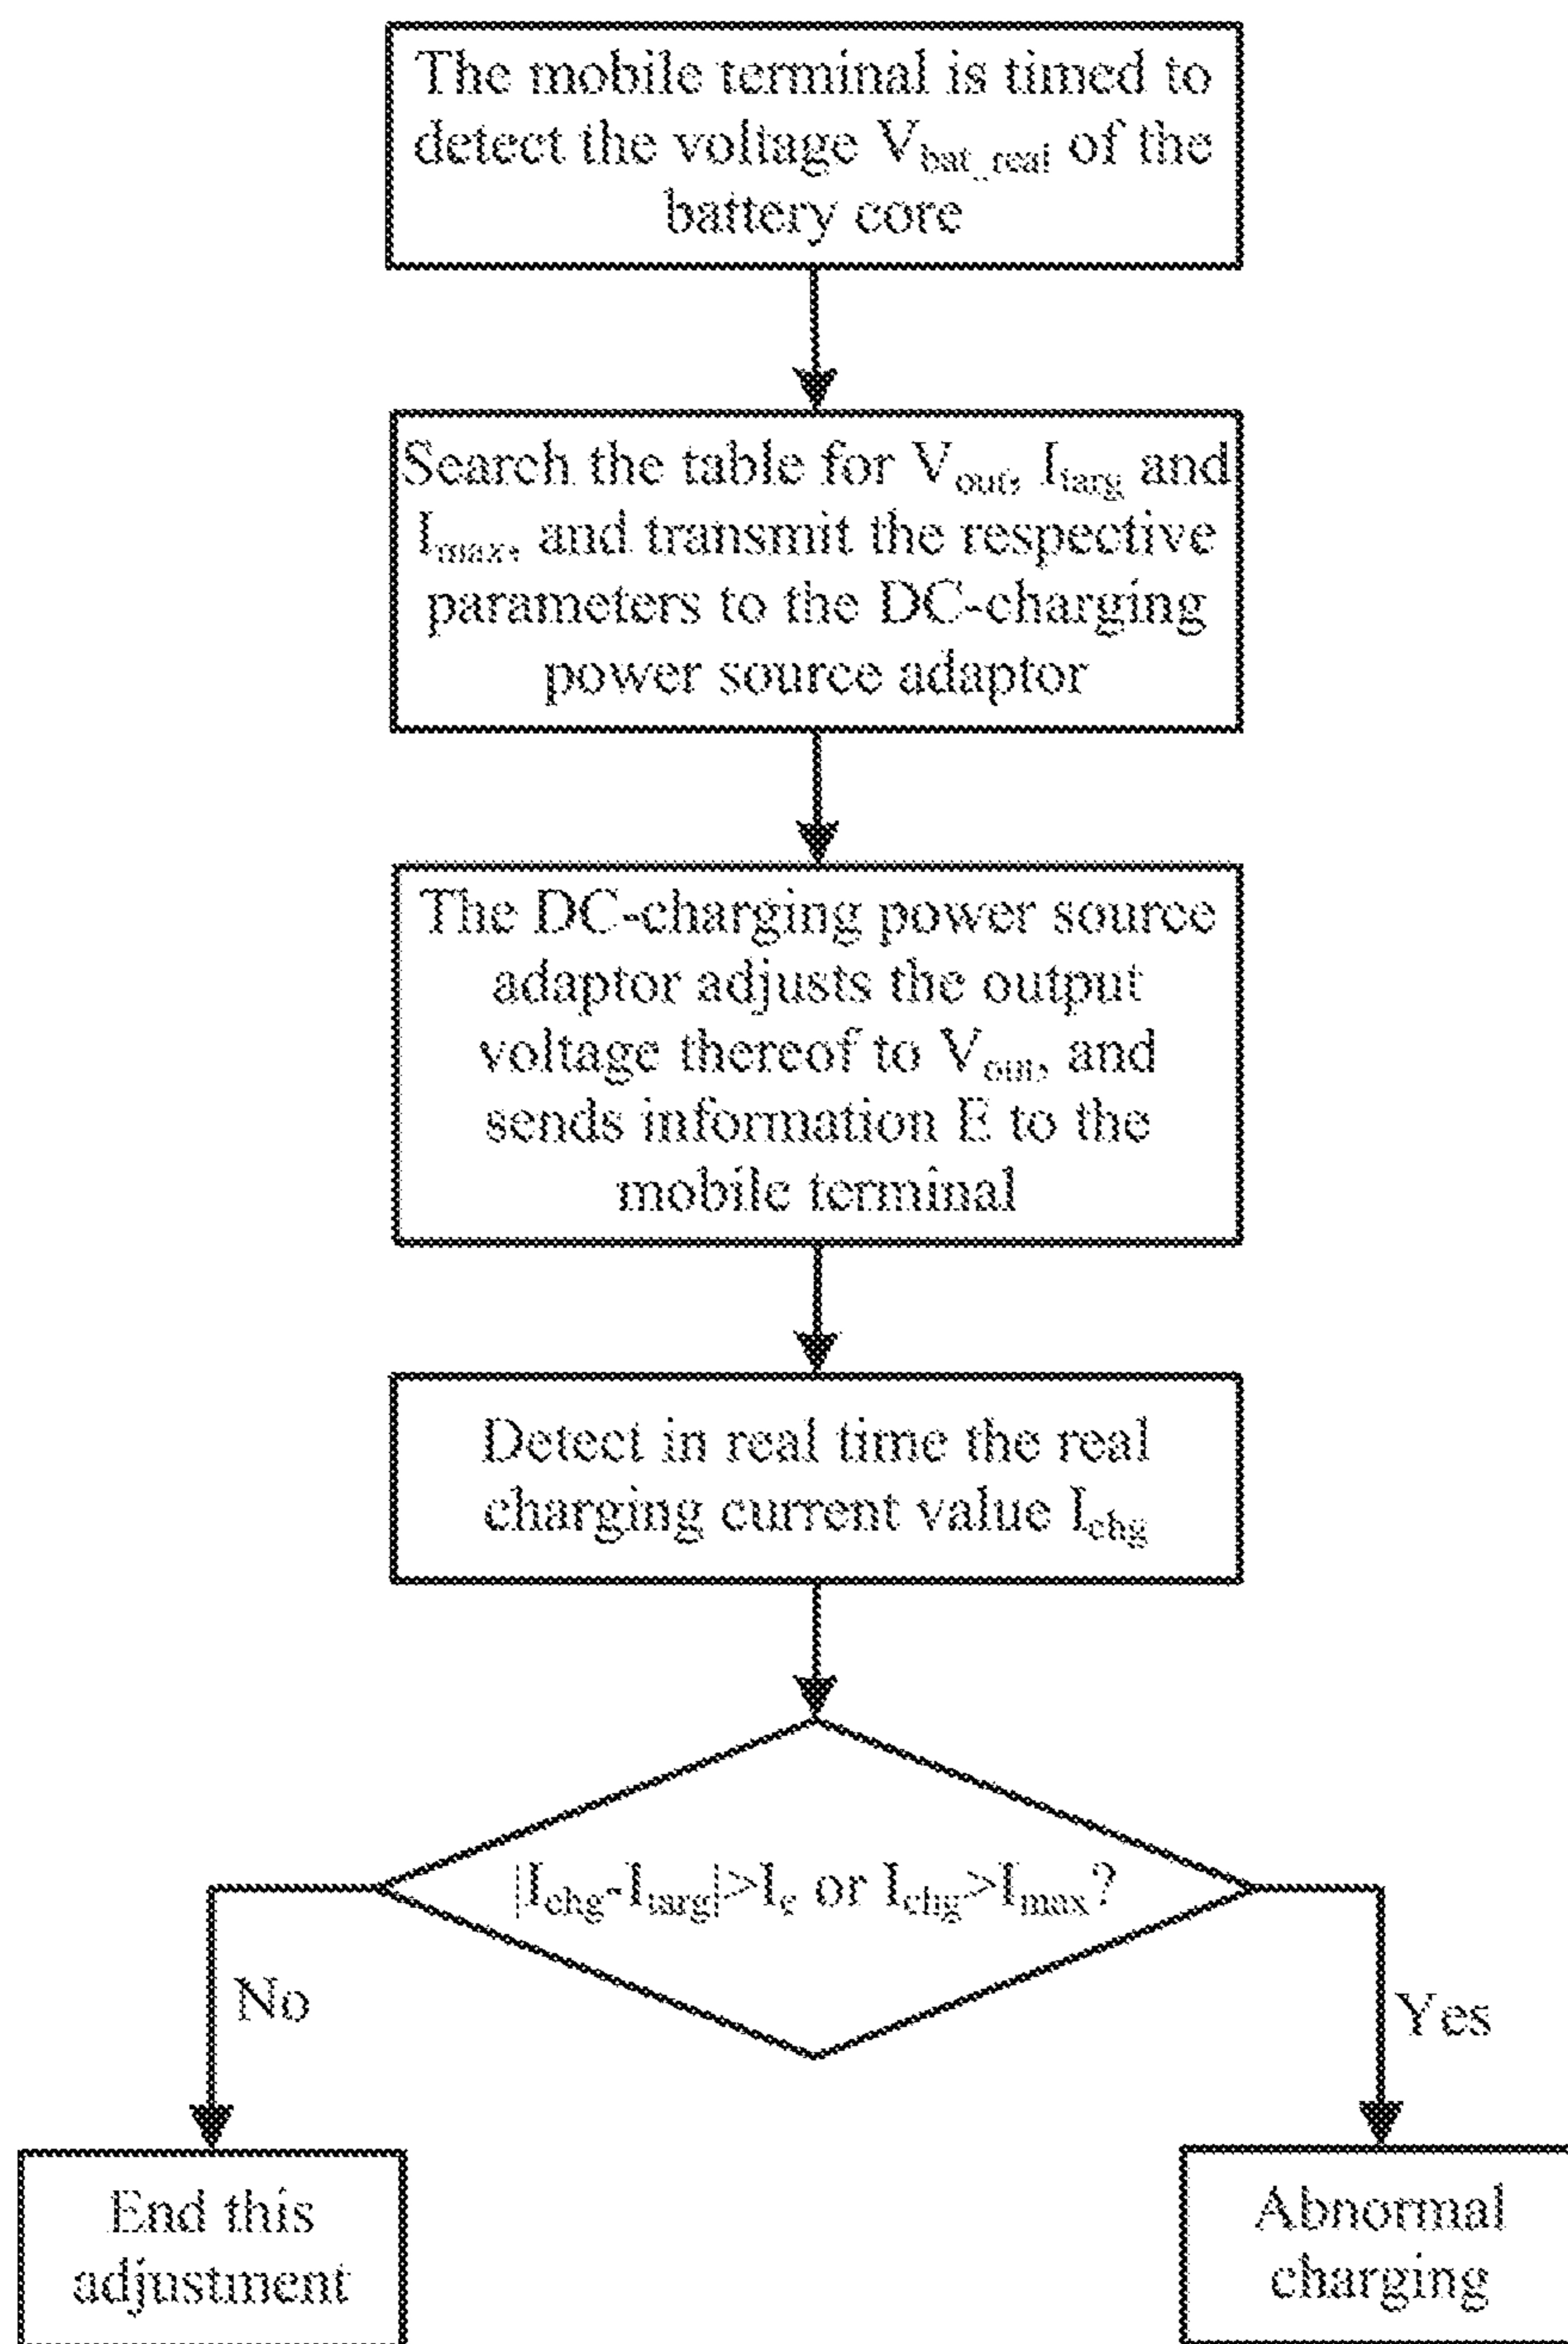 The mobile terminal is timed to
detect the voltage V_bat_real of the
battery core
Search the table for V_out, I_targ and
I_max, and transmit the respective
parameters to the DC-charging
power source adaptor
The DC-charging power source
adaptor adjusts the output
voltage thereof to V_out, and
sends information E to the
mobile terminal
Detect in real time the real
charging current value I_chg
|I_chg-I_targ|>I_e or I_chg>I_max?
No
Yes
End this
adjustment
Abnormal
charging